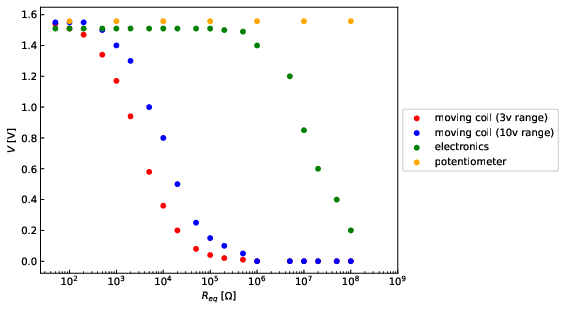 1.6
1.4
1.2
1.0
0.8
0.6
0.4
0.2
0.0
V [V]
10² 10³ 10⁴ 10⁵ 10⁶ 10⁷ 10⁸ 10⁹
R_eq [Ω]
moving coil (3v range)
moving coil (10v range)
electronics
potentiometer